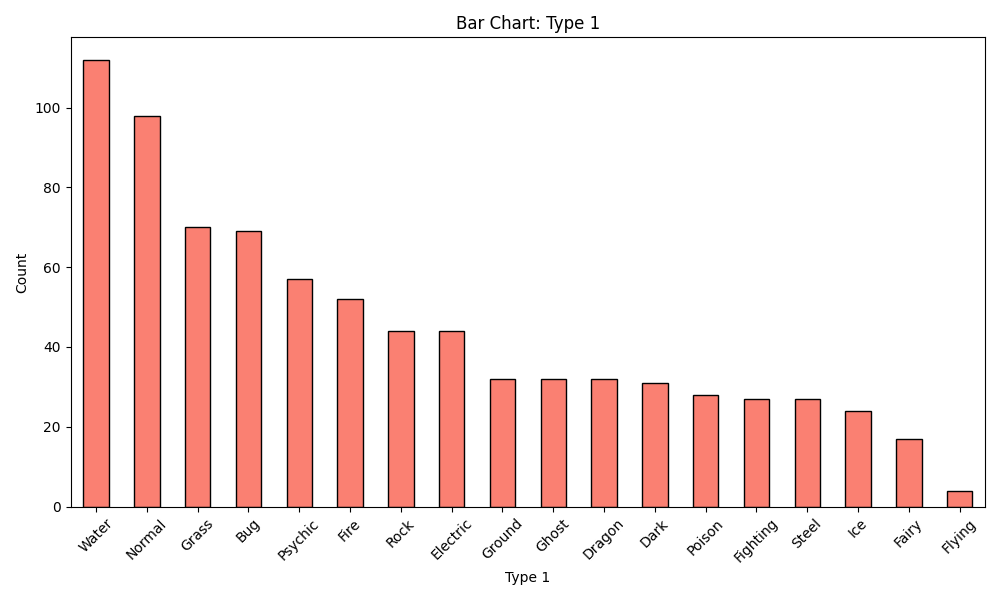 Bar Chart: Type 1
Count
100
80
60
40
20
0
Water Normal Grass Bug Psychic Fire Rock Electric Ground Ghost Dragon Dark Poison Fighting Steel Ice Fairy Flying
Type 1